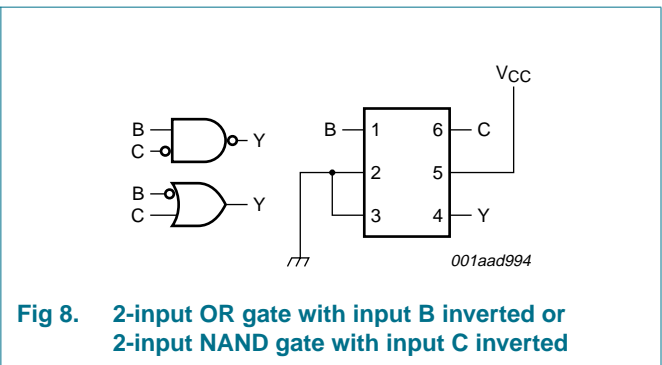 VCC
B
C
Y
B
C
Y
B 1 6 C
2 5
3 4 Y
001aad994
Fig 8. 2-input OR gate with input B inverted or
2-input NAND gate with input C inverted